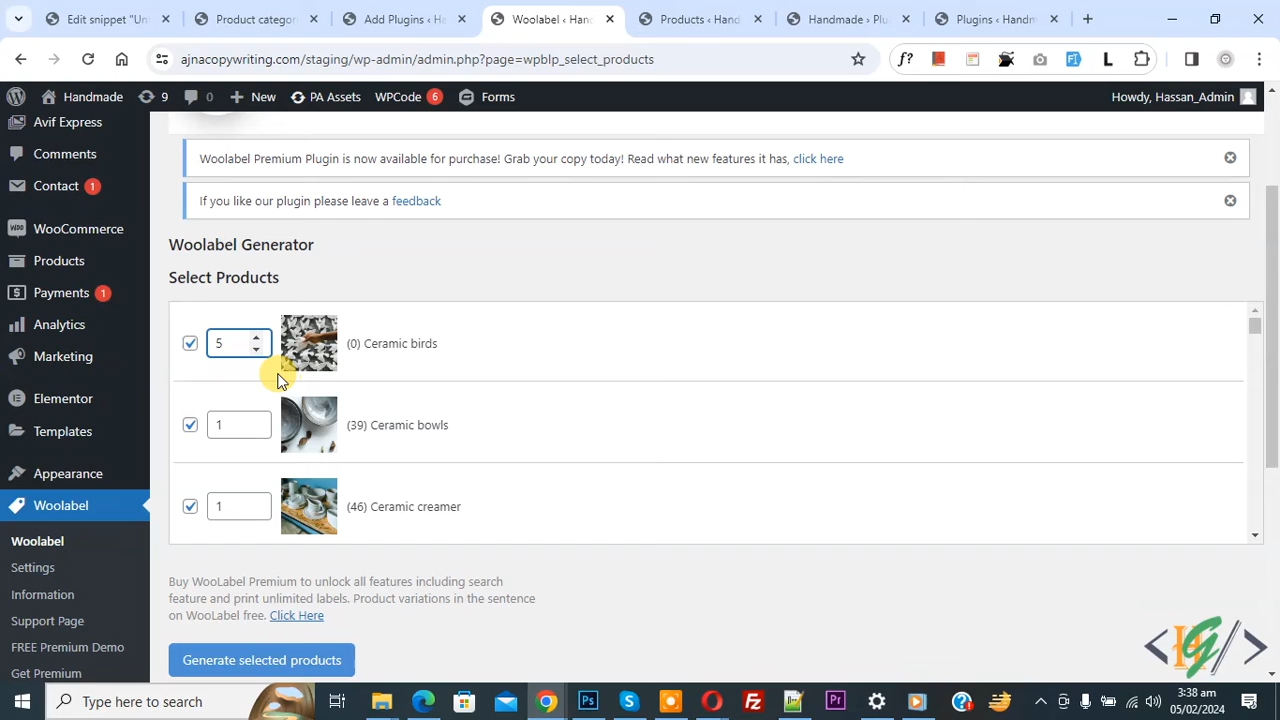 Edit snippet "Un
Product categor
Add Plugins ‹ He
Woolabel ‹ Han
Products ‹ Hand
Handmade › Plu
Plugins ‹ Handm
ajnacopywriting.com/staging/wp-admin/admin.php?page=wpblp_select_products
Handmade
9
0
New
PA Assets
WPCode 6
Forms
Howdy, Hassan_Admin
Avif Express
Comments
Contact 1
WooCommerce
Products
Payments 1
Analytics
Marketing
Elementor
Templates
Appearance
Woolabel
Woolabel
Settings
Information
Support Page
FREE Premium Demo
Get Premium
Woolabel Premium Plugin is now available for purchase! Grab your copy today! Read what new features it has, click here
If you like our plugin please leave a feedback
Woolabel Generator
Select Products
5 (0) Ceramic birds
1 (39) Ceramic bowls
1 (46) Ceramic creamer
Buy WooLabel Premium to unlock all features including search
feature and print unlimited labels. Product variations in the sentence
on WooLabel free. Click Here
Generate selected products
Type here to search
3:38 am
05/02/2024